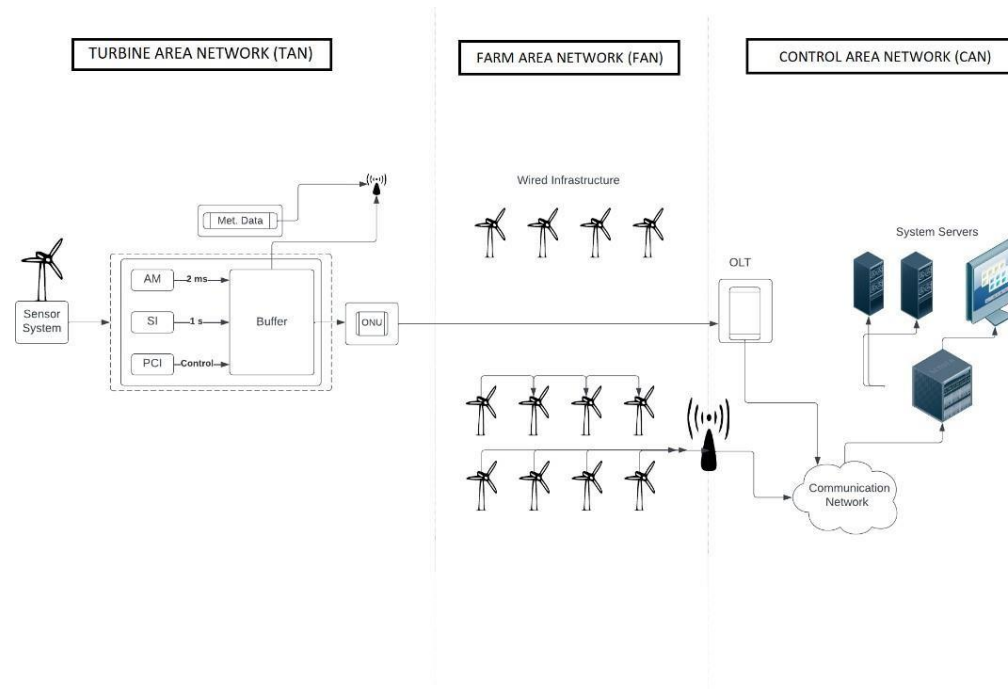 TURBINE AREA NETWORK (TAN)
FARM AREA NETWORK (FAN)
CONTROL AREA NETWORK (CAN)
Met. Data
Sensor
System
AM
2 ms
SI
1 s
PCI
Control
Buffer
ONU
Wired Infrastructure
OLT
System Servers
Communication
Network